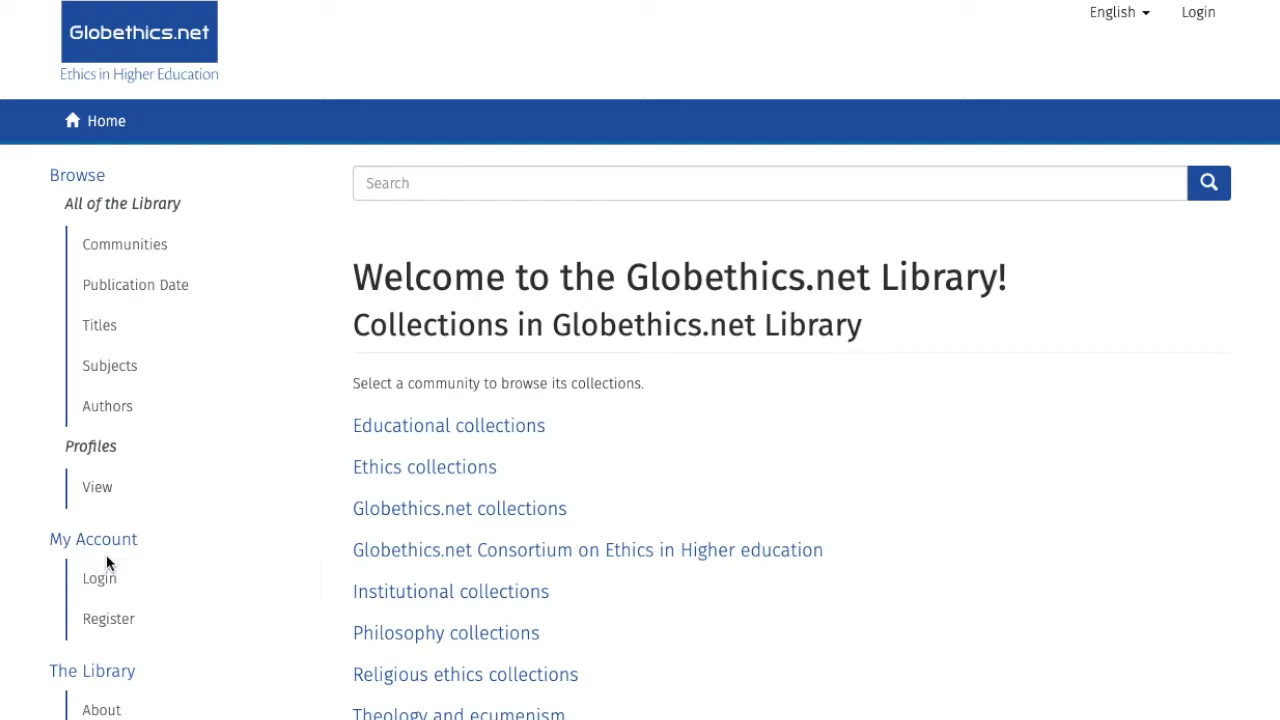 Globethics.net
Ethics in Higher Education
English
Login
Home
Browse
All of the Library
Communities
Publication Date
Titles
Subjects
Authors
Profiles
View
My Account
Login
Register
The Library
About
Search
Welcome to the Globethics.net Library!
Collections in Globethics.net Library
Select a community to browse its collections.
Educational collections
Ethics collections
Globethics.net collections
Globethics.net Consortium on Ethics in Higher education
Institutional collections
Philosophy collections
Religious ethics collections
Theology and ecumenism